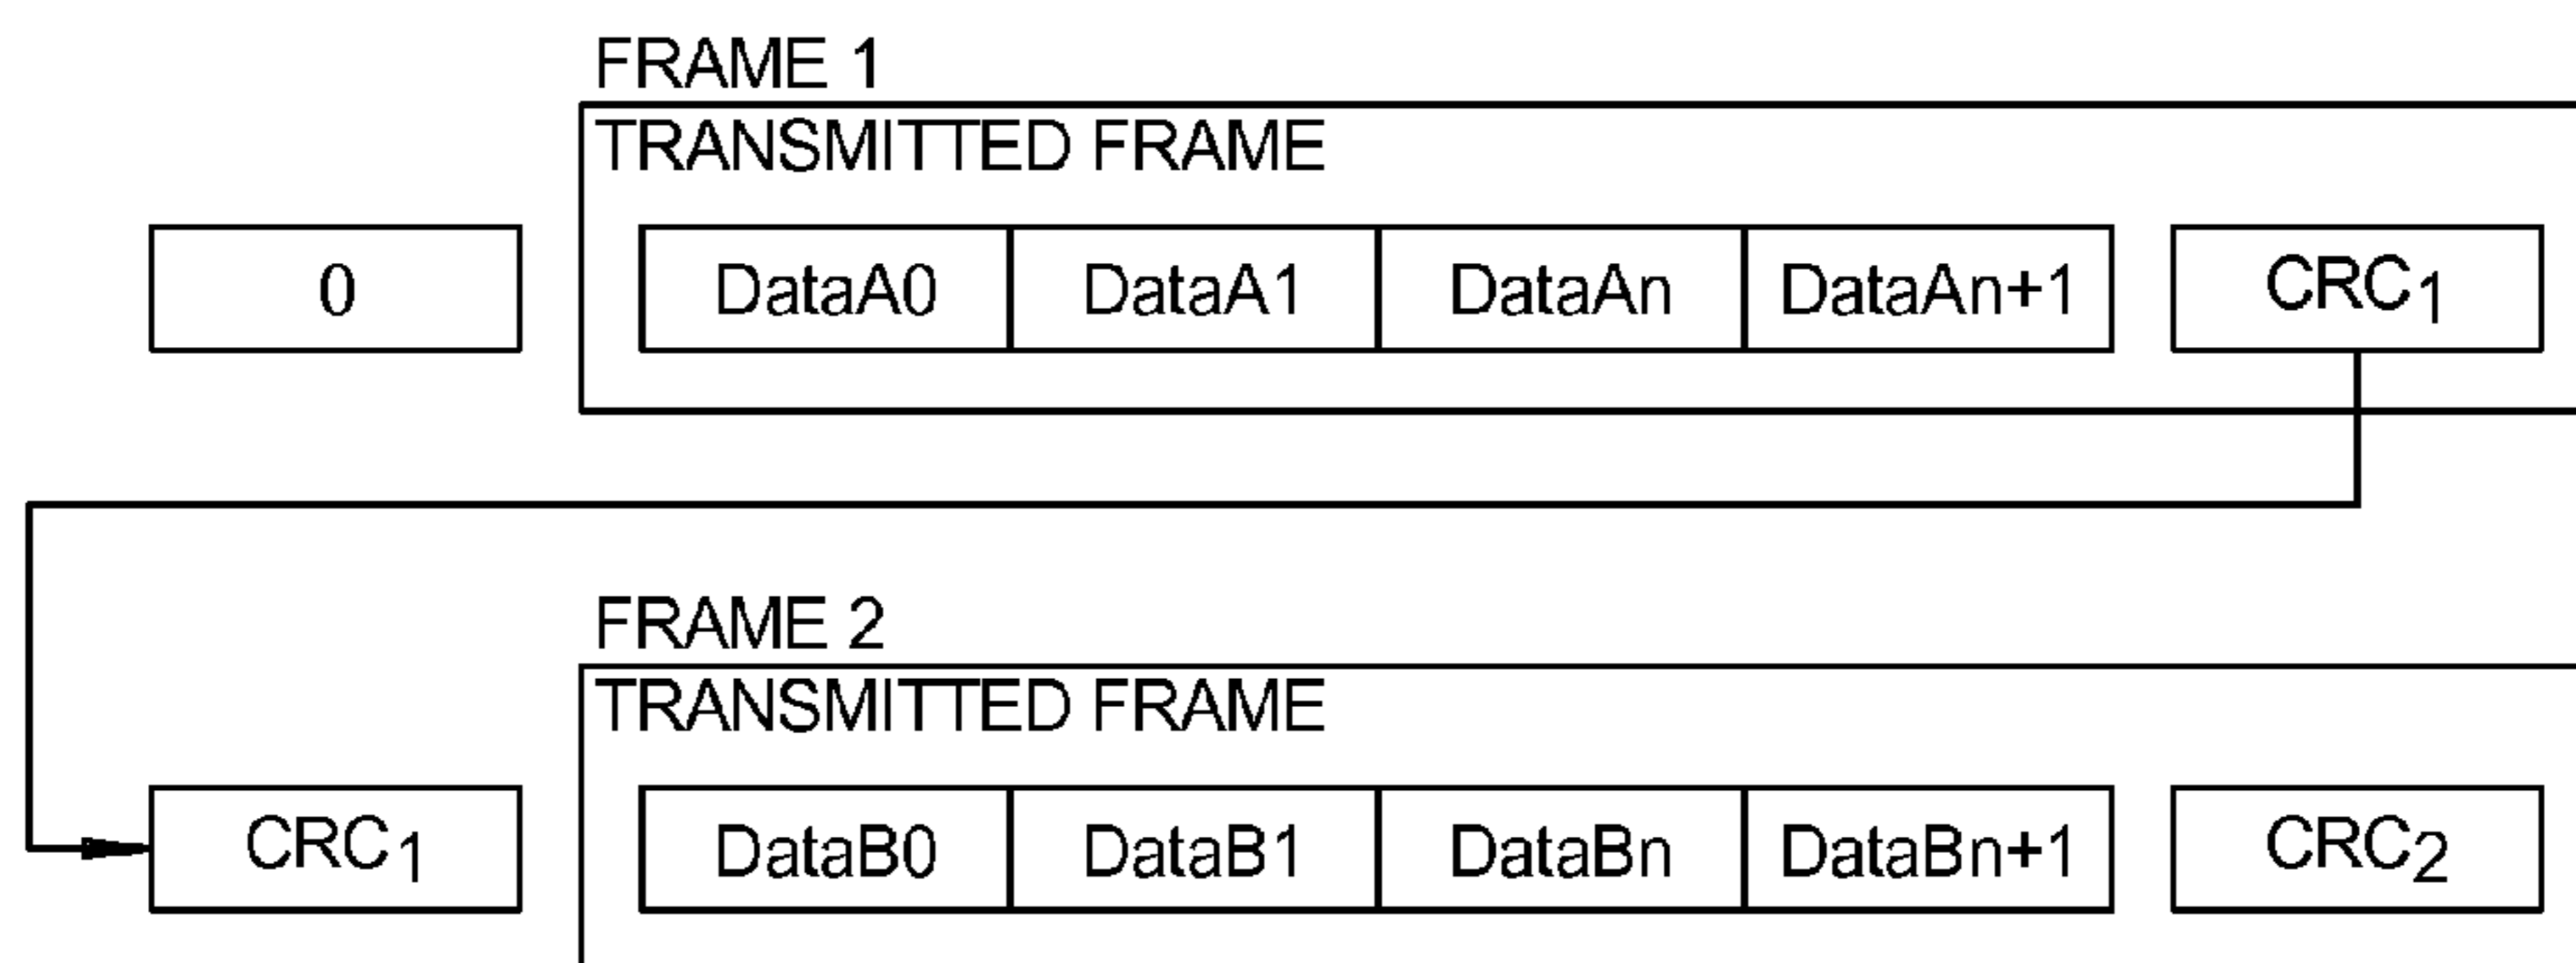 FRAME 1
TRANSMITTED FRAME
0 DataA0 DataA1 DataAn DataAn+1 CRC1
FRAME 2
TRANSMITTED FRAME
CRC1 DataB0 DataB1 DataBn DataBn+1 CRC2